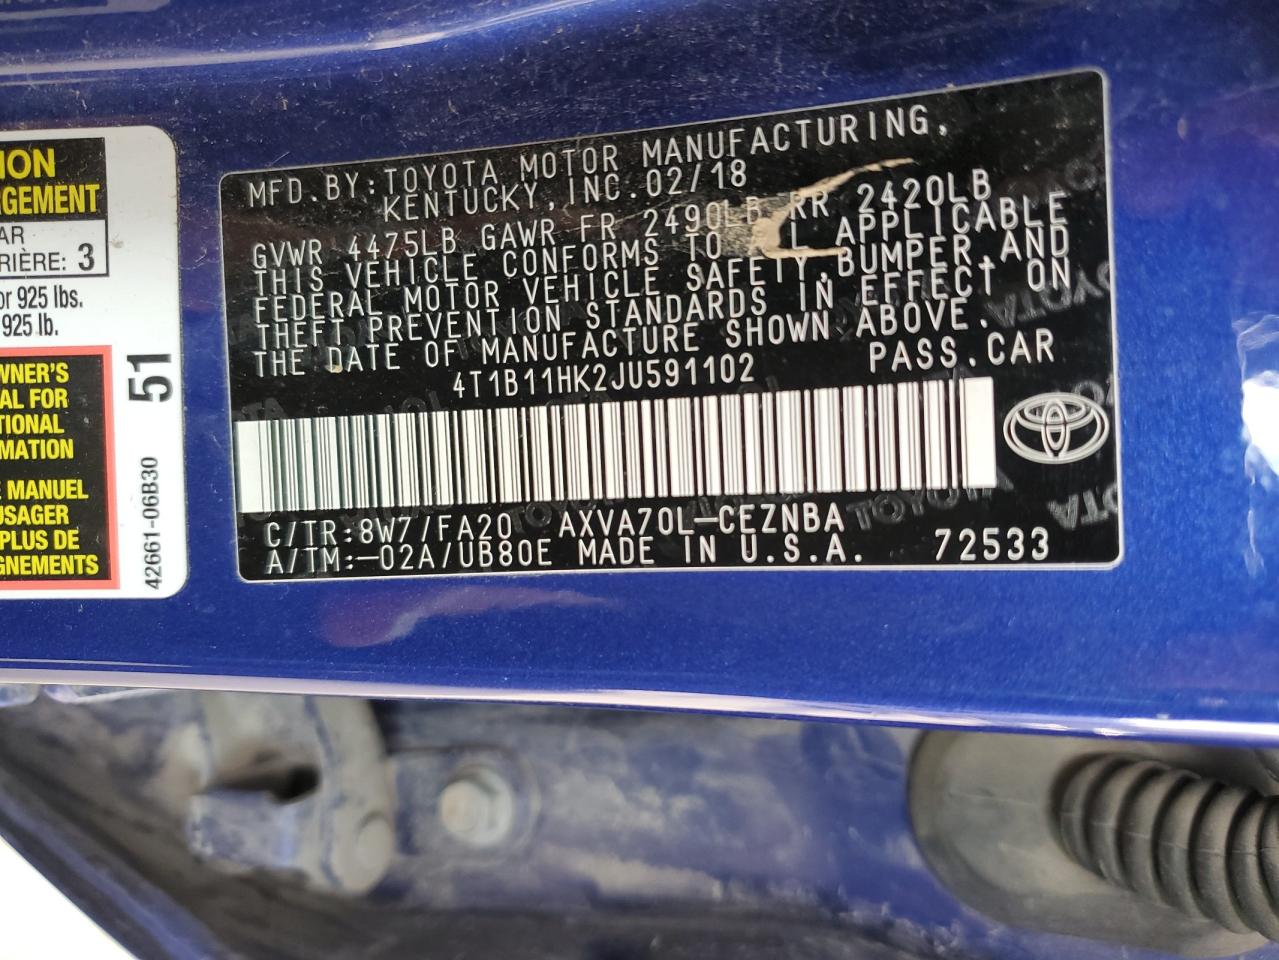 ION
RGEMENT
AR
RIÈRE: 3
or 925 lbs.
925 lb.
WNER'S
AL FOR
TIONAL
RMATION
E MANUEL
USAGER
PLUS
GNEMENTS
51
42661-06B30
MFD.BY:TOYOTA MOTOR MANUFACTURING,
KENTUCKY,INC.02/18
GVWR 4475LB GAWR FR 2490LB RR 2420LB
THIS VEHICLE CONFORMS TO ALL APPLICABLE
FEDERAL MOTOR VEHICLE SAFETY,BUMPER,AND
THEFT PREVENTION STANDARDS IN EFFECT ON
THE DATE OF MANUFACTURE SHOWN ABOVE.
4T1B11HK2JU591102 PASS.CAR
C/TR:8W7/FA20 AXVA70L-CEZNBA
A/TM:-02A/UB80E MADE IN U.S.A. 72533